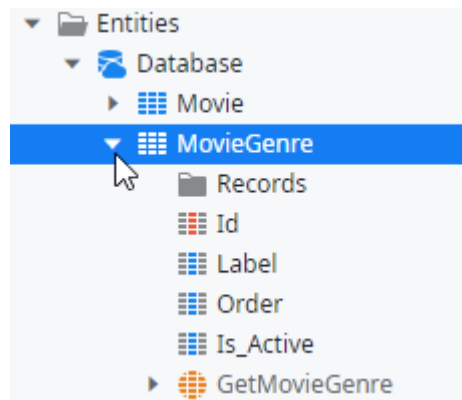 Entities
Database
Movie
MovieGenre
Records
Id
Label
Order
Is_Active
GetMovieGenre